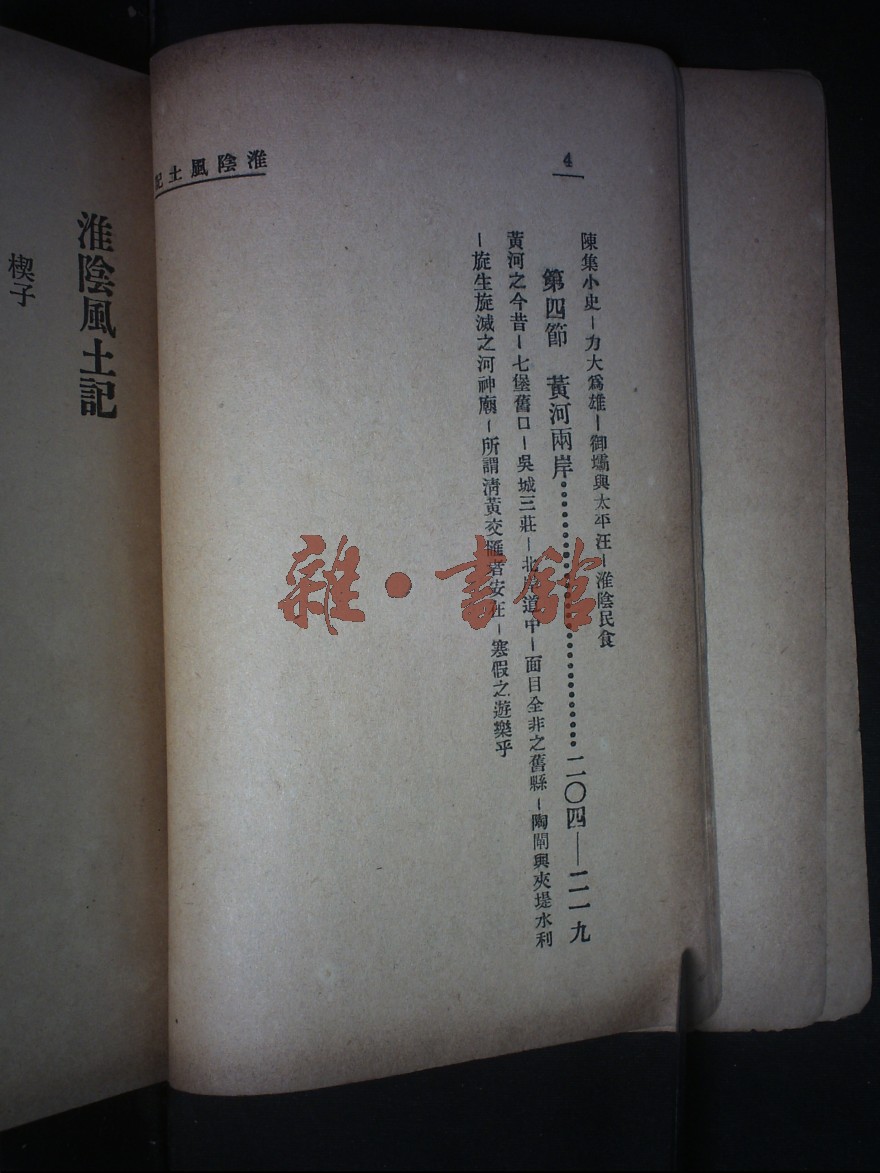 4
淮陰風土記
陳集小史－力大爲雄－御壩與太平汪－淮陰民食
第四節　黃河兩岸……………………二〇四──二一九
黃河之今昔－七堡舊口－吳城三莊－北岸道中－面目全非之舊縣－陶閘與夾堤水利
－旋生旋滅之河神廟－所謂淸黃交匯者安在－寒假之遊樂乎
淮陰風土記
楔子
雜·書館